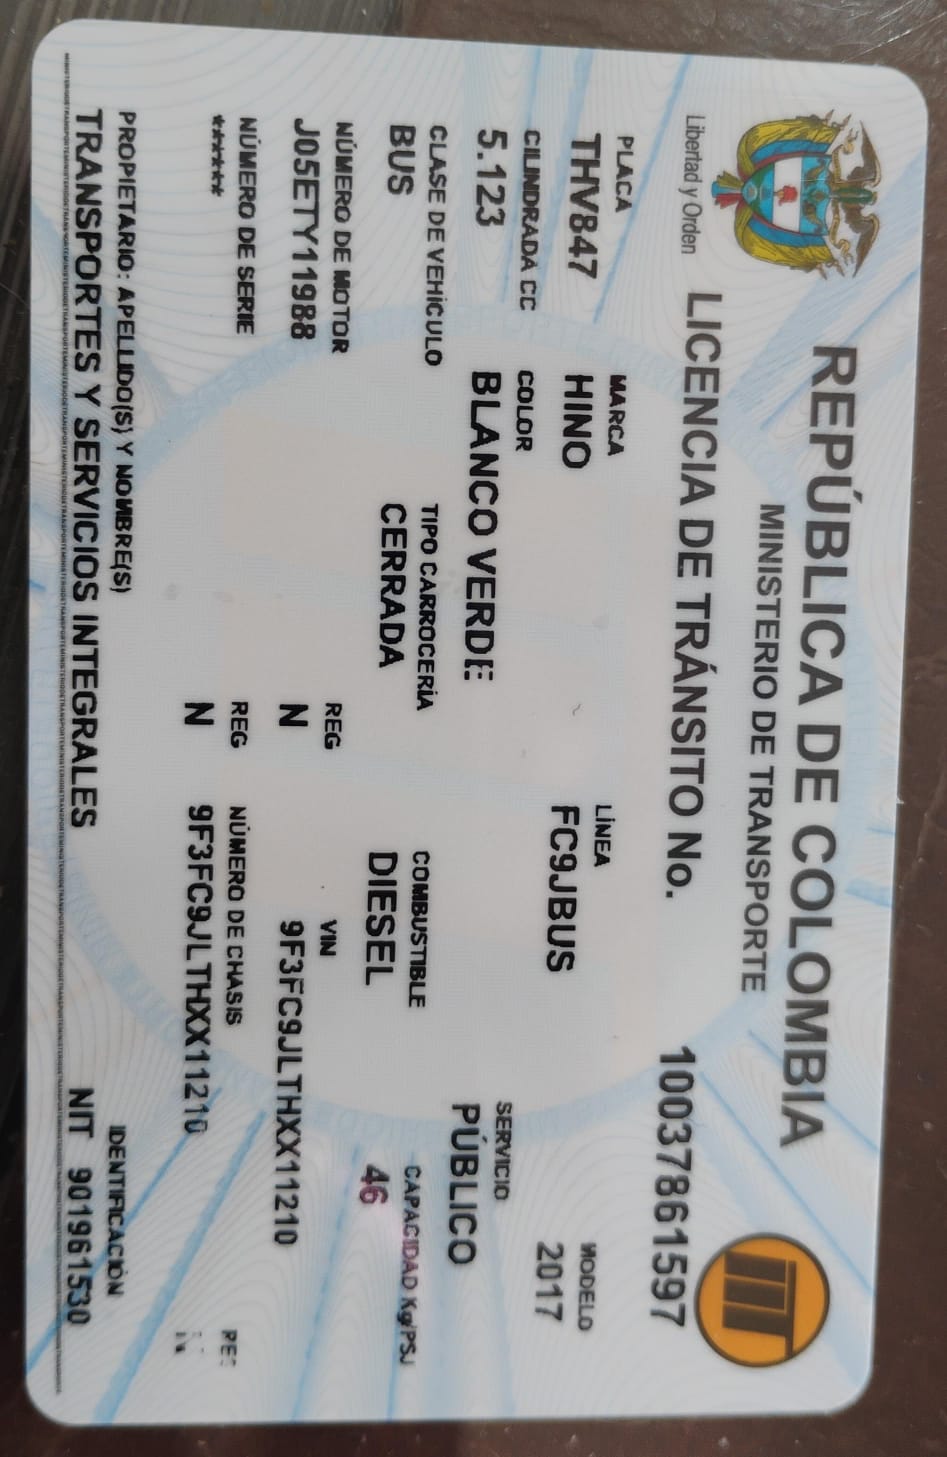 REPÚBLICA DE COLOMBIA
MINISTERIO DE TRANSPORTE
Libertad y Orden
LICENCIA DE TRÁNSITO No. 10037861597
PLACA MARCA LÍNEA MODELO
THV847 HINO FC9JBUS 2017
CILINDRADA CC COLOR SERVICIO
5.123 BLANCO VERDE PÚBLICO
CLASE DE VEHÍCULO TIPO CARROCERÍA COMBUSTIBLE CAPACIDAD Kg/PSJ
BUS CERRADA DIESEL 46
NÚMERO DE MOTOR REG VIN
J05ETY11988 N 9F3FC9JLTHXX11210
NÚMERO DE SERIE REG NÚMERO DE CHASIS
***** N 9F3FC9JLTHXX11210
PROPIETARIO: APELLIDO(S) Y NOMBRE(S) IDENTIFICACIÓN
TRANSPORTES Y SERVICIOS INTEGRALES NIT 901961530